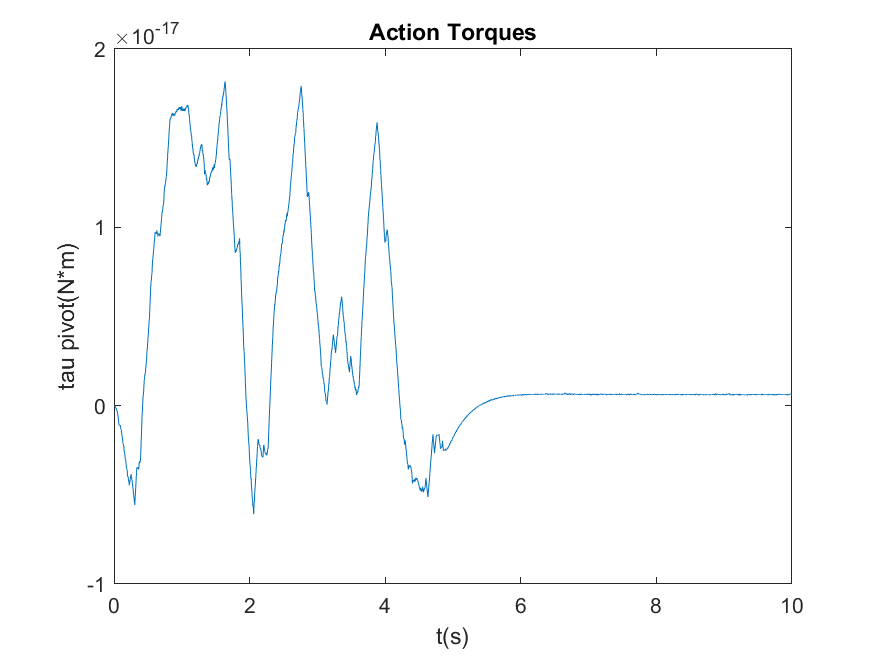 Action Torques
×10-17
2
1
0
-1
tau pivot(N*m)
0 2 4 6 8 10
t(s)